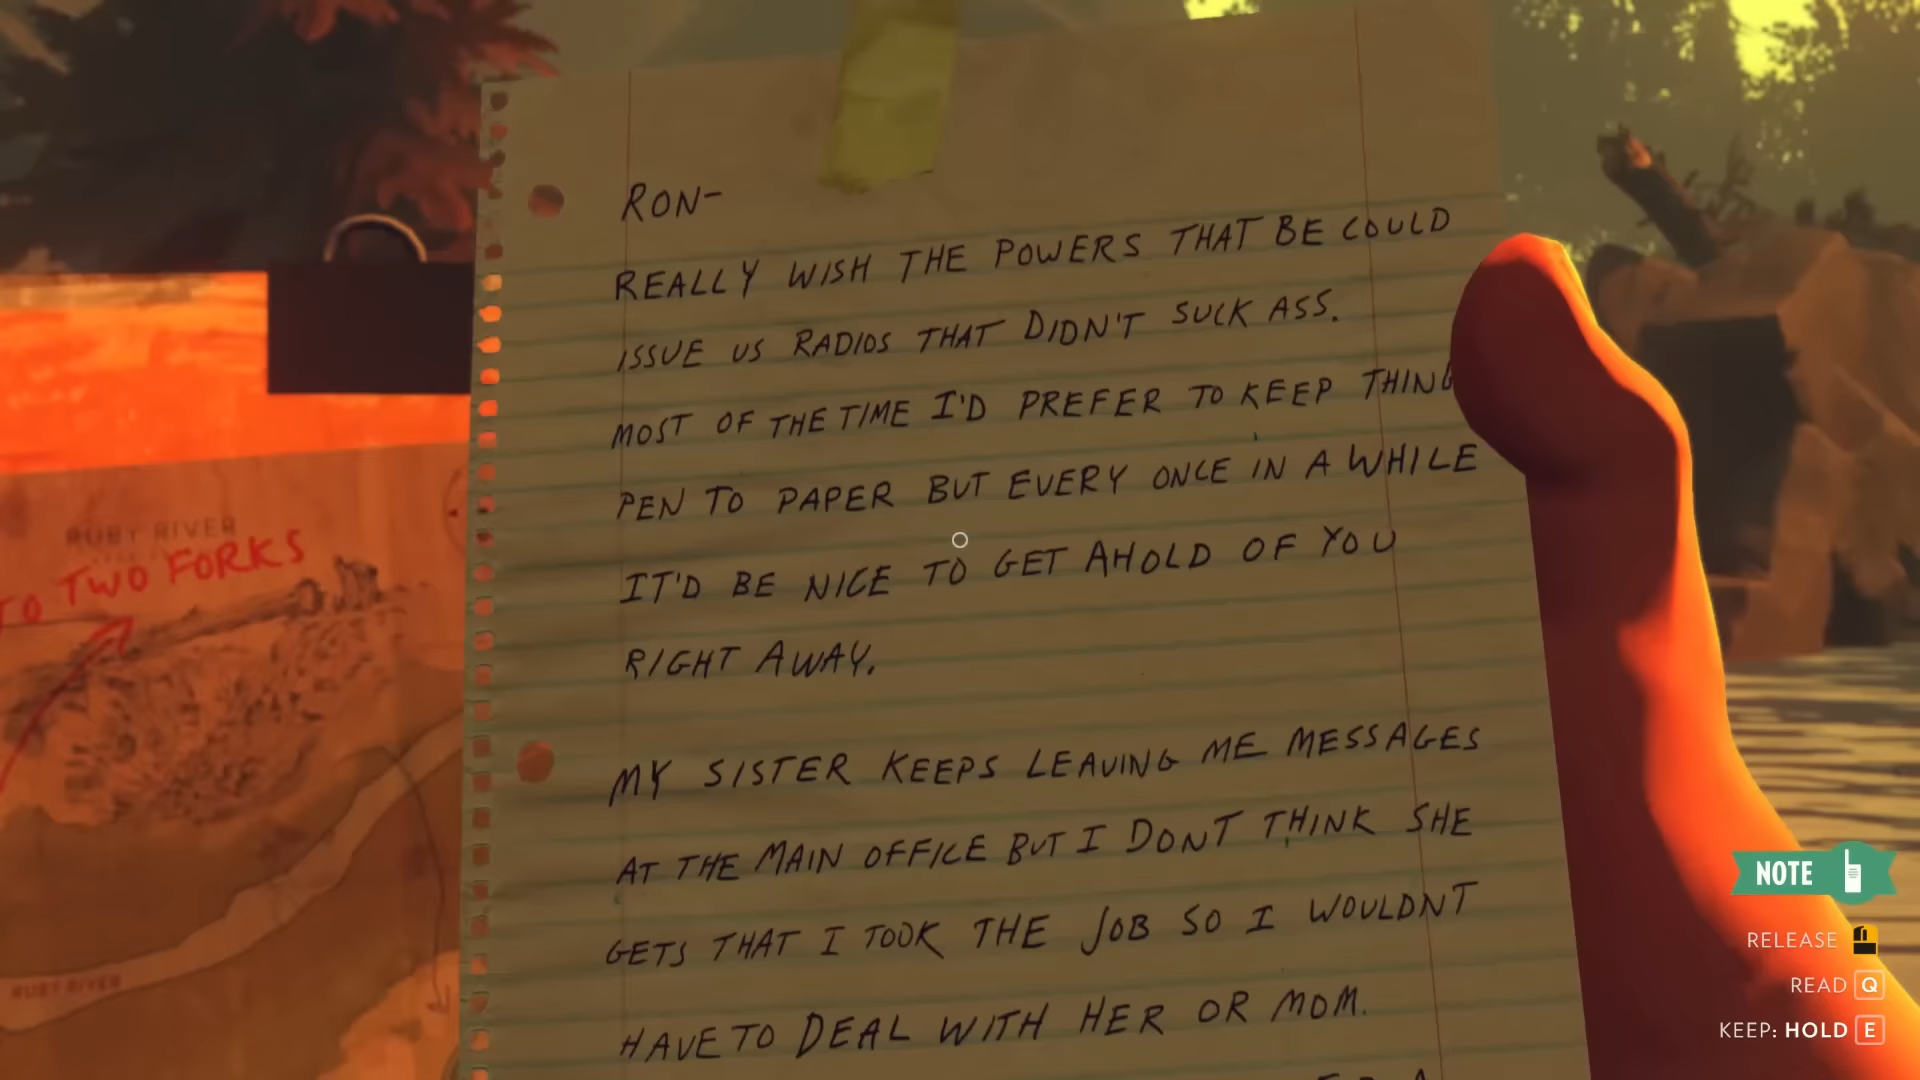 RON-
REALLY WISH THE POWERS THAT BE COULD
ISSUE US RADIOS THAT DIDN'T SUCK ASS.
MOST OF THE TIME I'D PREFER TO KEEP THING
PEN TO PAPER BUT EVERY ONCE IN A WHILE
IT'D BE NICE TO GET AHOLD OF YOU
RIGHT AWAY.
MY SISTER KEEPS LEAVING ME MESSAGES
AT THE MAIN OFFICE BUT I DONT THINK SHE
GETS THAT I TOOK THE JOB SO I WOULDNT
HAVE TO DEAL WITH HER OR MOM.
RUBY RIVER
TO TWO FORKS
RUBY RIVER
NOTE
RELEASE
READ Q
KEEP: HOLD E